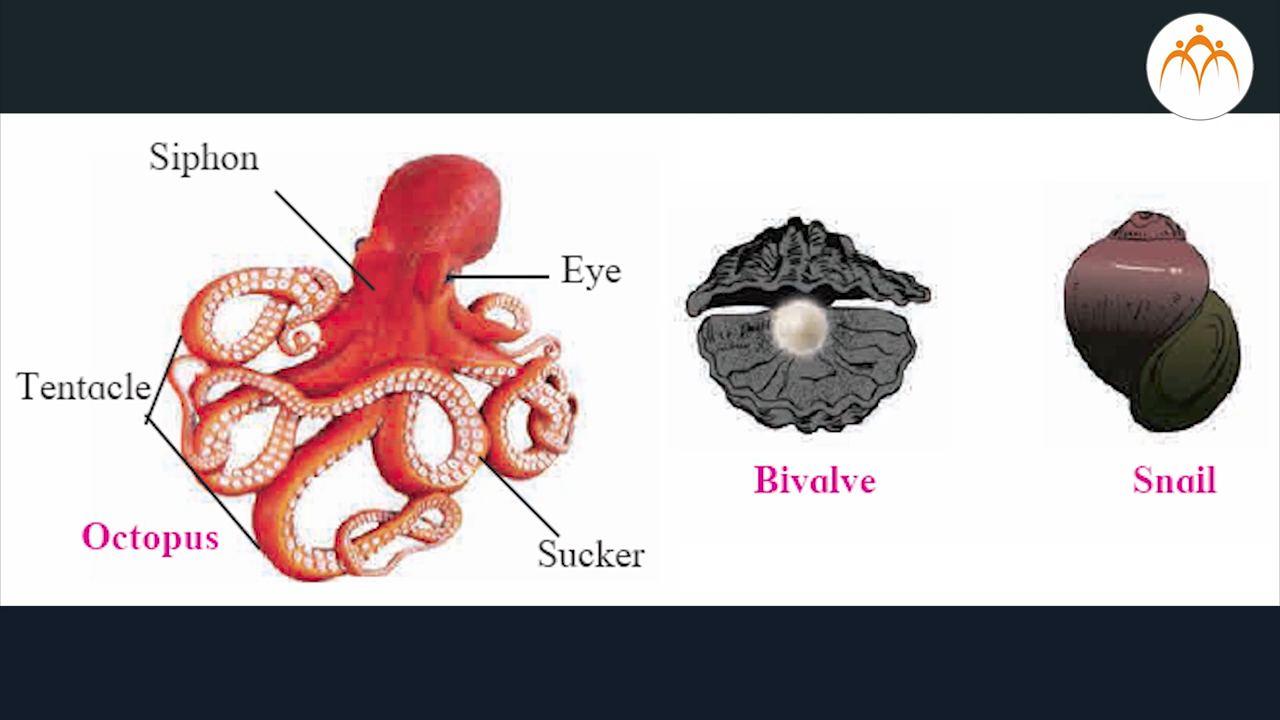 Siphon
Eye
Tentacle
Octopus
Sucker
Bivalve
Snail